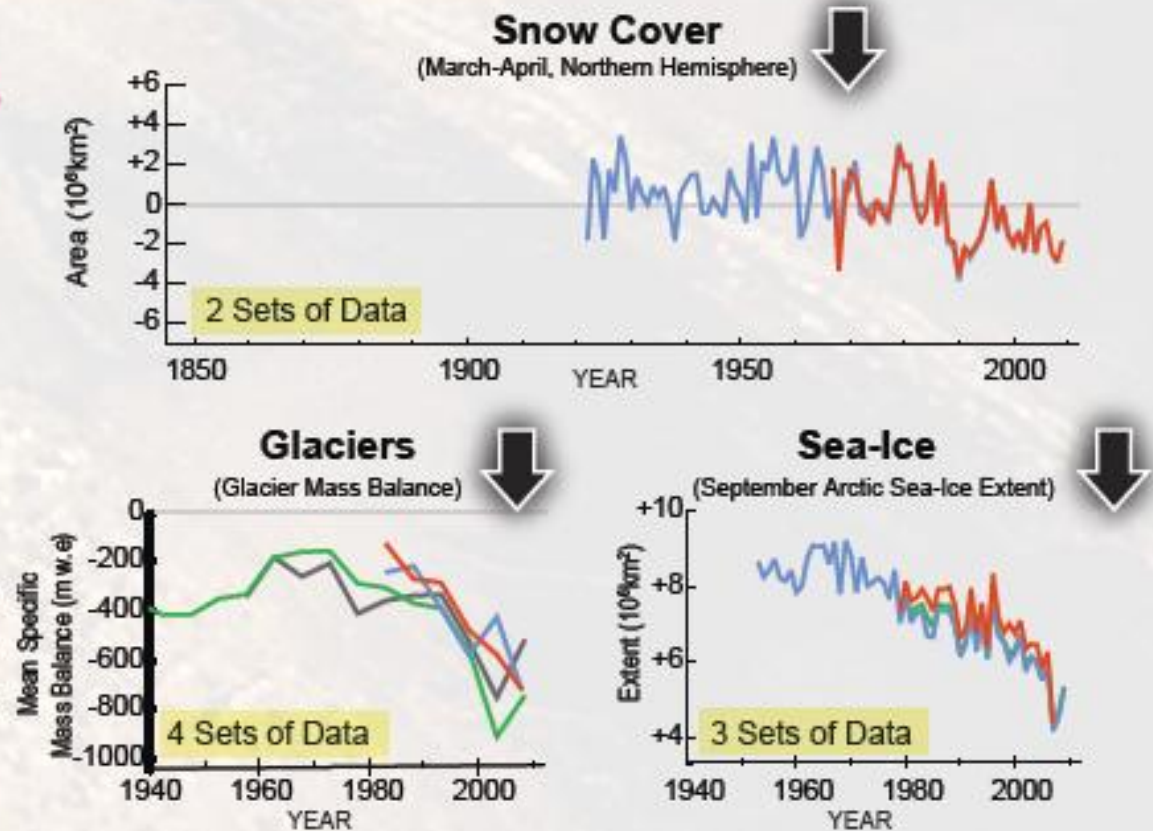 Snow Cover
(March-April, Northern Hemisphere)
Area (10⁶km²)
+6
+4
+2
0
-2
-4
-6
2 Sets of Data
1850
1900
1950
2000
YEAR
Glaciers
(Glacier Mass Balance)
Mean Specific
Mass Balance (m w.e)
0
-200
-400
-600
-800
-1000
4 Sets of Data
1940
1960
1980
2000
YEAR
Sea-Ice
(September Arctic Sea-Ice Extent)
Extent (10⁶km²)
+10
+8
+6
+4
3 Sets of Data
1940
1960
1980
2000
YEAR